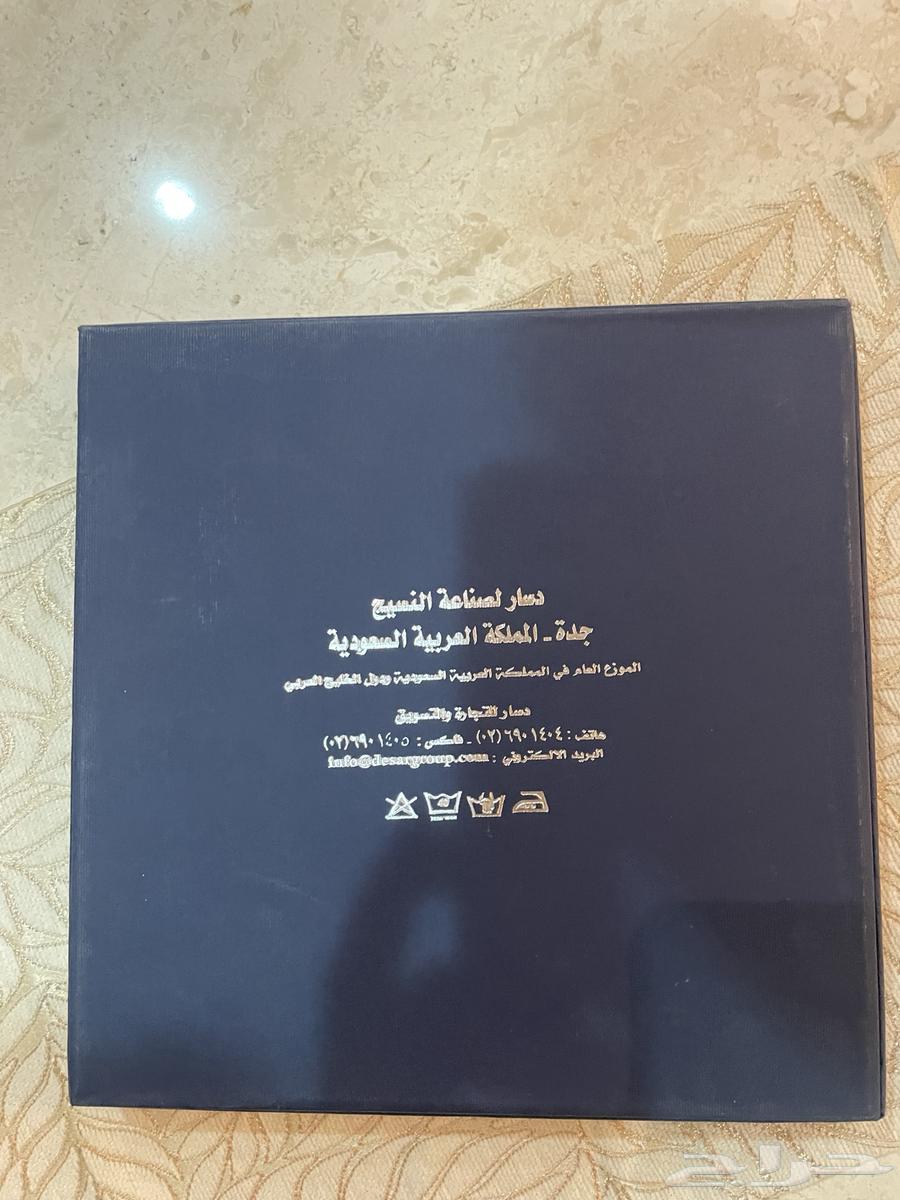 دسار لصناعة النسيج
جدة - المملكة العربية السعودية
الموزع العام في المملكة العربية السعودية ودول الخليج العربي
دسار للتجارة والتسويق
هاتف : ٦٩٠١٤٠٤ (٠٢) - فاكس : ٦٩٠١٤٠٥ (٠٢)
البريد الالكتروني : info@desargroup.com
40
حراج